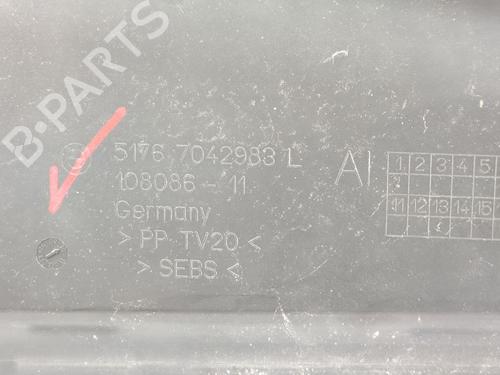 B-PARTS
5176 7042983 L
108086-11
Germany
> PP TV20 <
> SEBS <
AI
1 2 3 4 5
11 12 13 14 15